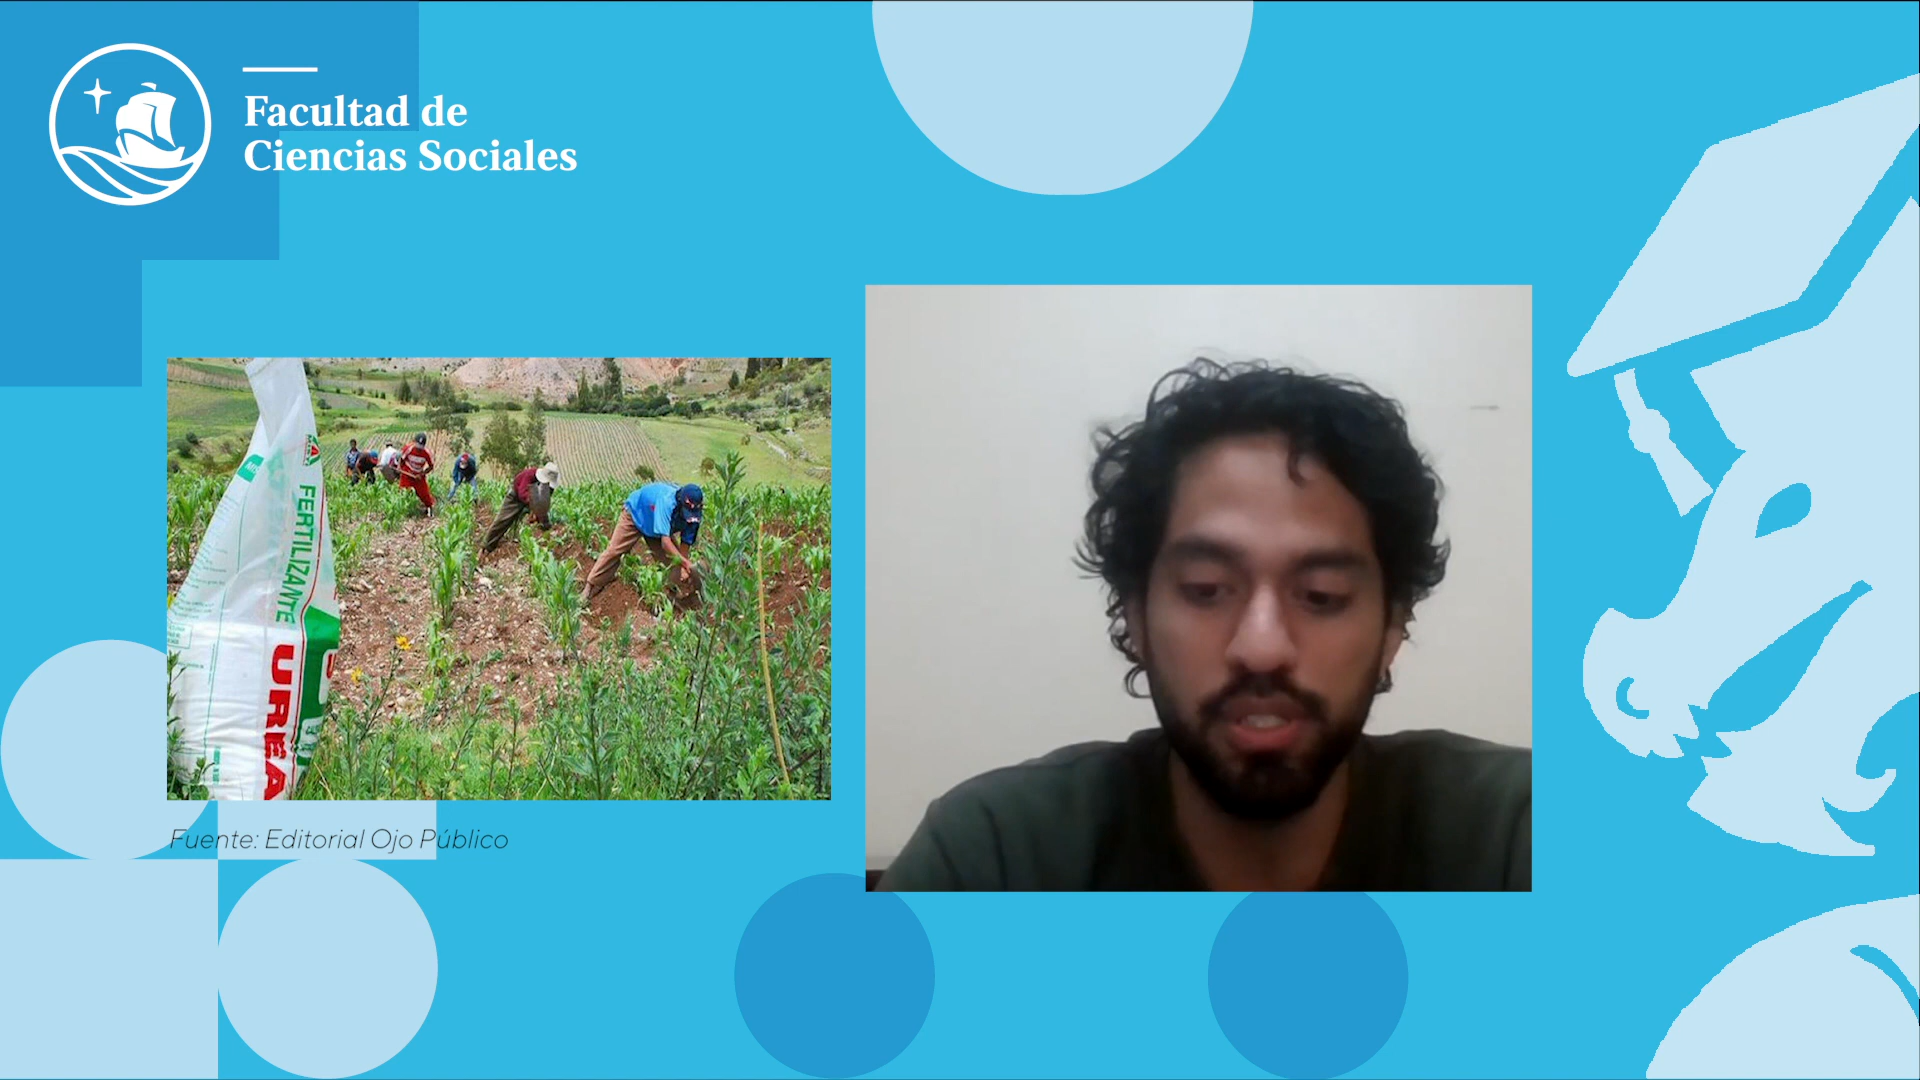 Facultad de
Ciencias Sociales
FERTILIZANTE
UREA
Fuente: Editorial Ojo Público